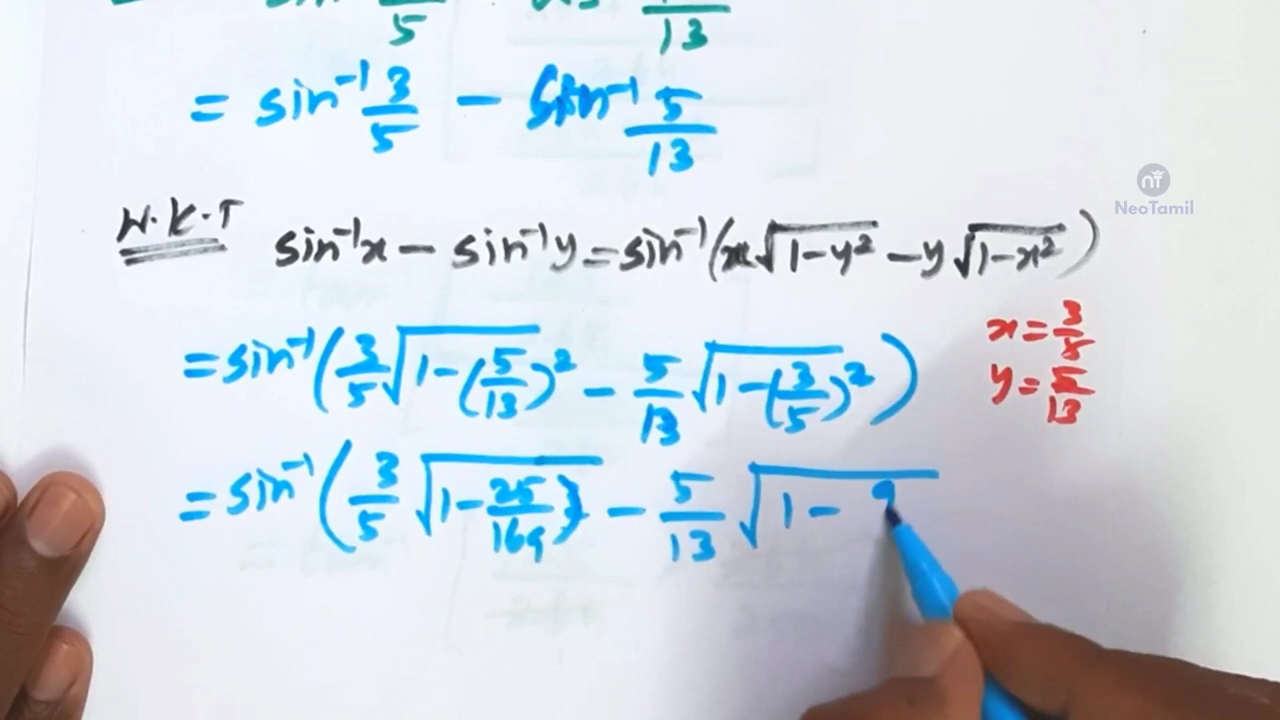 5 13
= sin⁻¹ 3/5 − sin⁻¹ 5/13
NeoTamil
W.K.T sin⁻¹x − sin⁻¹y = sin⁻¹(x√(1−y²) − y√(1−x²))
= sin⁻¹(3/5 √(1−(5/13)²) − 5/13 √(1−(3/5)²))
x = 3/5
y = 5/13
= sin⁻¹(3/5 √(1−25/169) − 5/13 √(1− 9